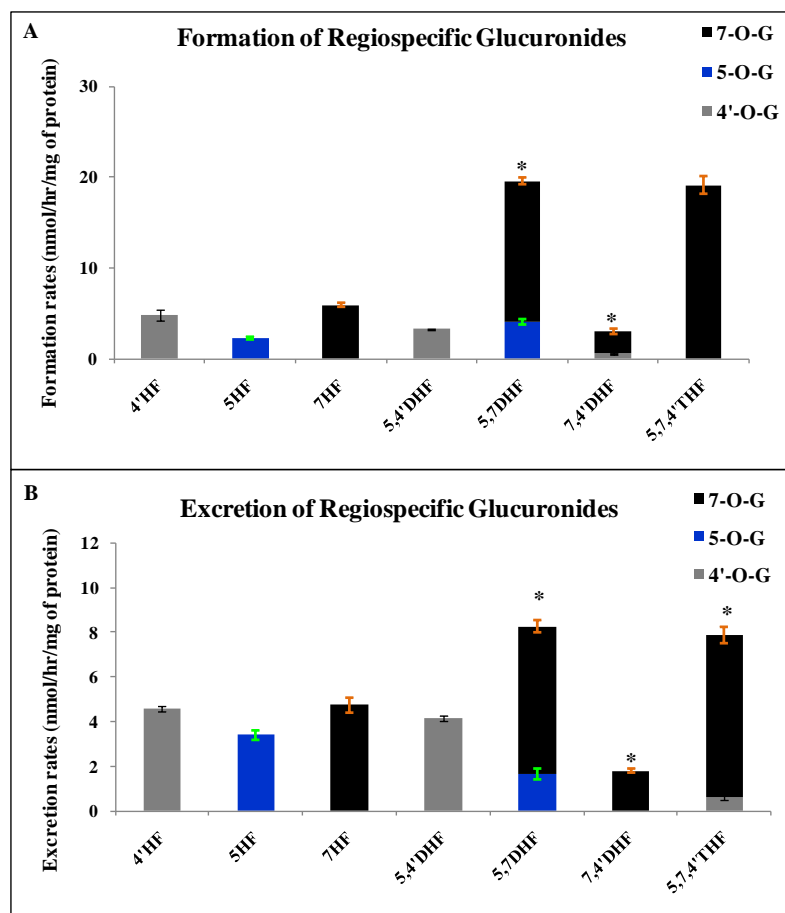 A
Formation of Regiospecific Glucuronides
7-O-G
5-O-G
4'-O-G
Formation rates (nmol/hr/mg of protein)
30
20
10
0
*
*
4'HF
5HF
7HF
5,4'DHF
5,7DHF
7,4'DHF
5,7,4'THF
B
Excretion of Regiospecific Glucuronides
7-O-G
5-O-G
4'-O-G
Excretion rates (nmol/hr/mg of protein)
12
10
8
6
4
2
0
*
*
*
4'HF
5HF
7HF
5,4'DHF
5,7DHF
7,4'DHF
5,7,4'THF